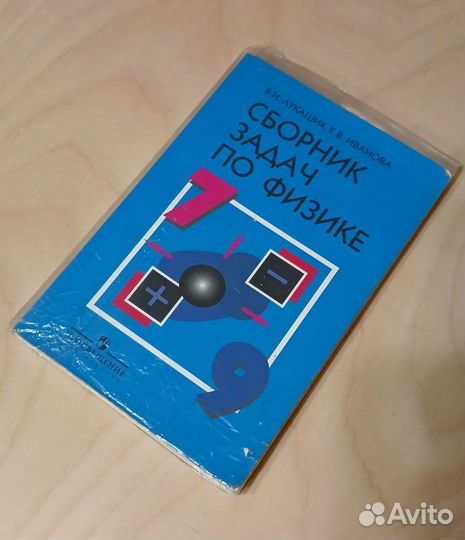 В.И. ЛУКАШИК, Е.В. ИВАНОВА
СБОРНИК
ЗАДАЧ
ПО ФИЗИКЕ
7
−
+
9
ПРОСВЕЩЕНИЕ
Avito